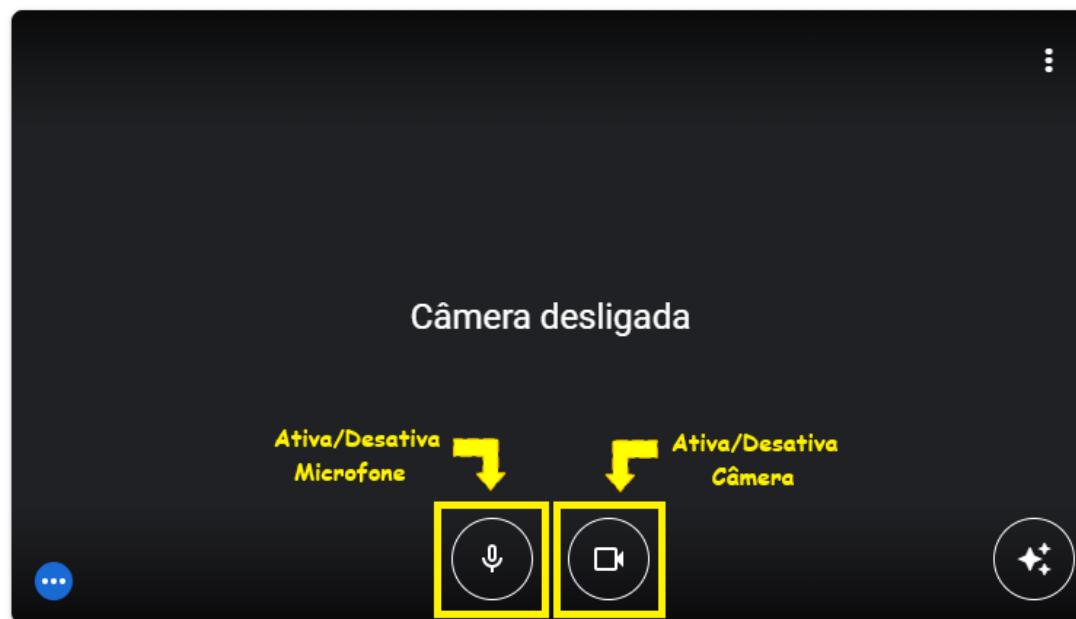 Câmera desligada
Ativa/Desativa
Microfone
Ativa/Desativa
Câmera